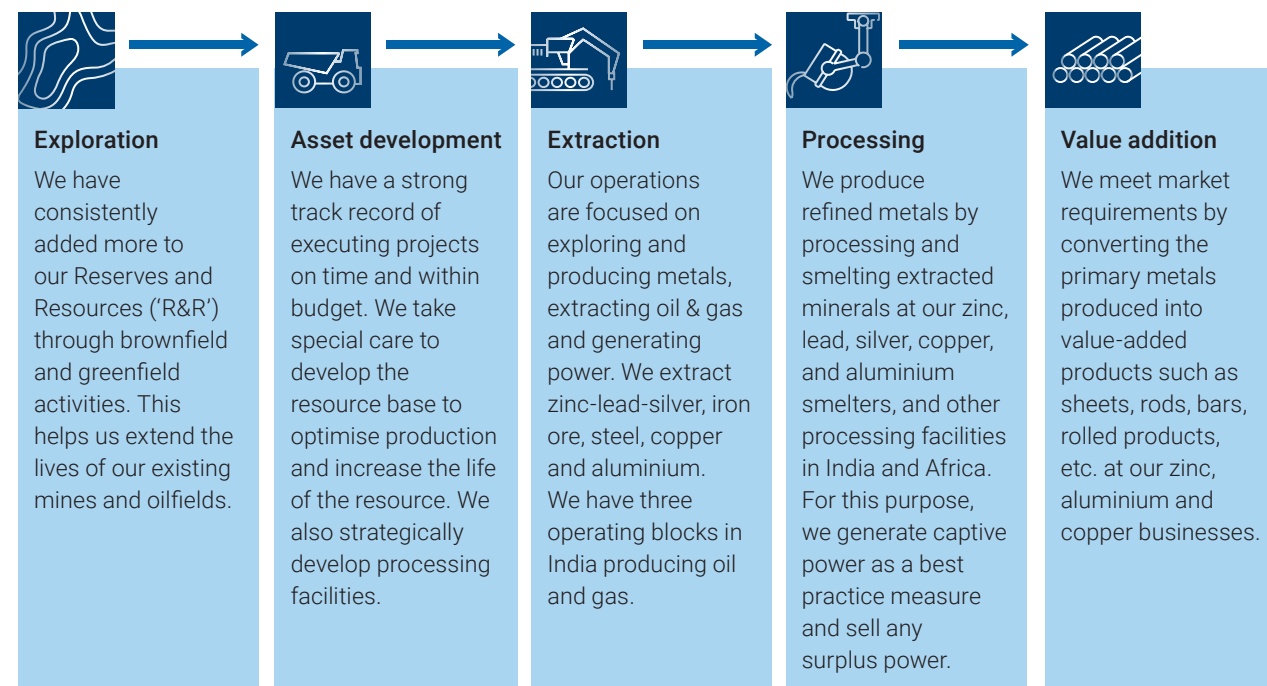 Exploration
We have
consistently
added more to
our Reserves and
Resources (‘R&R’)
through brownfield
and greenfield
activities. This
helps us extend the
lives of our existing
mines and oilfields.
Asset development
We have a strong
track record of
executing projects
on time and within
budget. We take
special care to
develop the
resource base to
optimise production
and increase the life
of the resource. We
also strategically
develop processing
facilities.
Extraction
Our operations
are focused on
exploring and
producing metals,
extracting oil & gas
and generating
power. We extract
zinc-lead-silver, iron
ore, steel, copper
and aluminium.
We have three
operating blocks in
India producing oil
and gas.
Processing
We produce
refined metals by
processing and
smelting extracted
minerals at our zinc,
lead, silver, copper,
and aluminium
smelters, and other
processing facilities
in India and Africa.
For this purpose,
we generate captive
power as a best
practice measure
and sell any
surplus power.
Value addition
We meet market
requirements by
converting the
primary metals
produced into
value-added
products such as
sheets, rods, bars,
rolled products,
etc. at our zinc,
aluminium and
copper businesses.